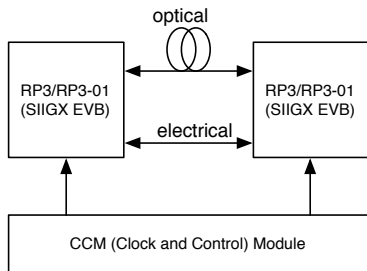 optical
RP3/RP3-01
(SIIGX EVB)
RP3/RP3-01
(SIIGX EVB)
electrical
CCM (Clock and Control) Module